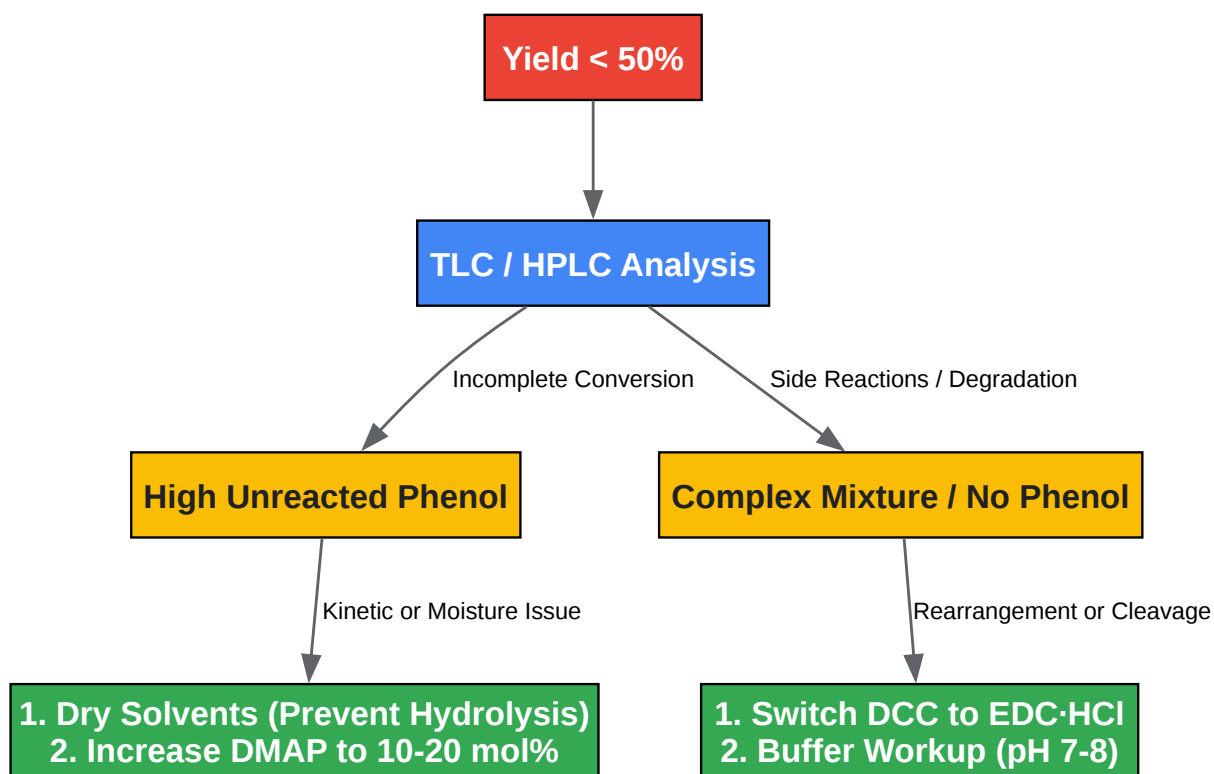 Yield < 50%
TLC / HPLC Analysis
Incomplete Conversion
Side Reactions / Degradation
High Unreacted Phenol
Complex Mixture / No Phenol
Kinetic or Moisture Issue
Rearrangement or Cleavage
1. Dry Solvents (Prevent Hydrolysis)
2. Increase DMAP to 10-20 mol%
1. Switch DCC to EDC·HCl
2. Buffer Workup (pH 7-8)